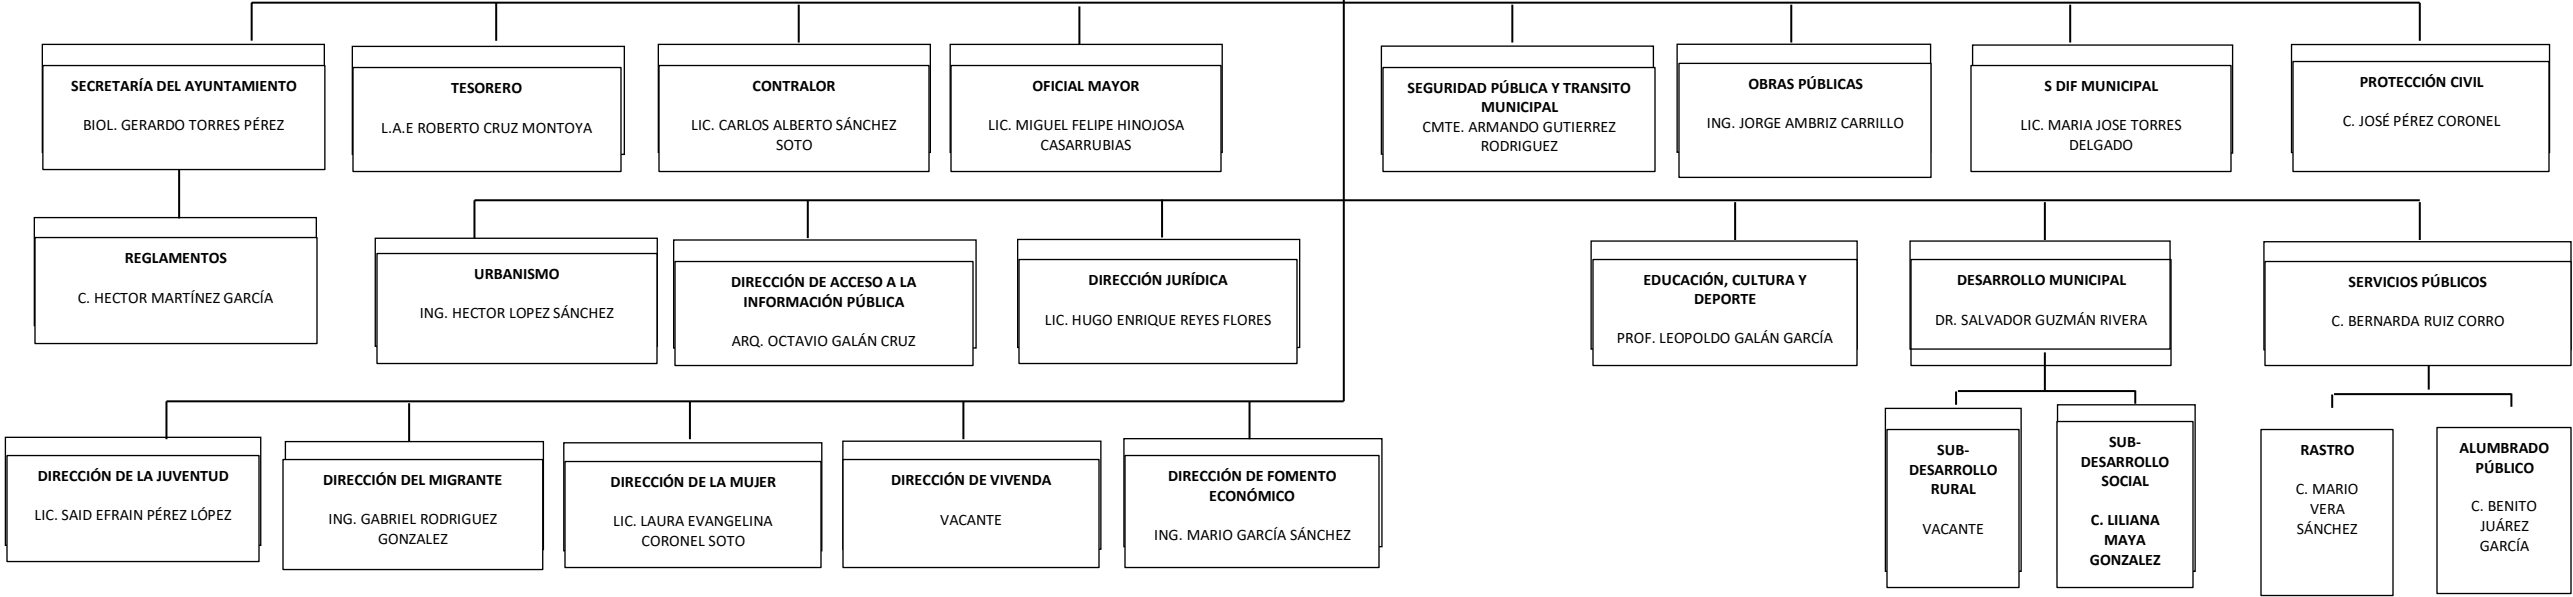 SECRETARÍA DEL AYUNTAMIENTO
BIOL. GERARDO TORRES PÉREZ
TESORERO
L.A.E ROBERTO CRUZ MONTOYA
CONTRALOR
LIC. CARLOS ALBERTO SÁNCHEZ
SOTO
OFICIAL MAYOR
LIC. MIGUEL FELIPE HINOJOSA
CASARRUBIAS
SEGURIDAD PÚBLICA Y TRANSITO
MUNICIPAL
CMTE. ARMANDO GUTIERREZ
RODRIGUEZ
OBRAS PÚBLICAS
ING. JORGE AMBRIZ CARRILLO
S DIF MUNICIPAL
LIC. MARIA JOSE TORRES
DELGADO
PROTECCIÓN CIVIL
C. JOSÉ PÉREZ CORONEL
REGLAMENTOS
C. HECTOR MARTÍNEZ GARCÍA
URBANISMO
ING. HECTOR LOPEZ SÁNCHEZ
DIRECCIÓN DE ACCESO A LA
INFORMACIÓN PÚBLICA
ARQ. OCTAVIO GALÁN CRUZ
DIRECCIÓN JURÍDICA
LIC. HUGO ENRIQUE REYES FLORES
EDUCACIÓN, CULTURA Y
DEPORTE
PROF. LEOPOLDO GALÁN GARCÍA
DESARROLLO MUNICIPAL
DR. SALVADOR GUZMÁN RIVERA
SERVICIOS PÚBLICOS
C. BERNARDA RUIZ CORRO
DIRECCIÓN DE LA JUVENTUD
LIC. SAID EFRAIN PÉREZ LÓPEZ
DIRECCIÓN DEL MIGRANTE
ING. GABRIEL RODRIGUEZ
GONZALEZ
DIRECCIÓN DE LA MUJER
LIC. LAURA EVANGELINA
CORONEL SOTO
DIRECCIÓN DE VIVENDA
VACANTE
DIRECCIÓN DE FOMENTO
ECONÓMICO
ING. MARIO GARCÍA SÁNCHEZ
SUB-
DESARROLLO
RURAL
VACANTE
SUB-
DESARROLLO
SOCIAL
C. LILIANA
MAYA
GONZALEZ
RASTRO
C. MARIO
VERA
SÁNCHEZ
ALUMBRADO
PÚBLICO
C. BENITO
JUÁREZ
GARCÍA